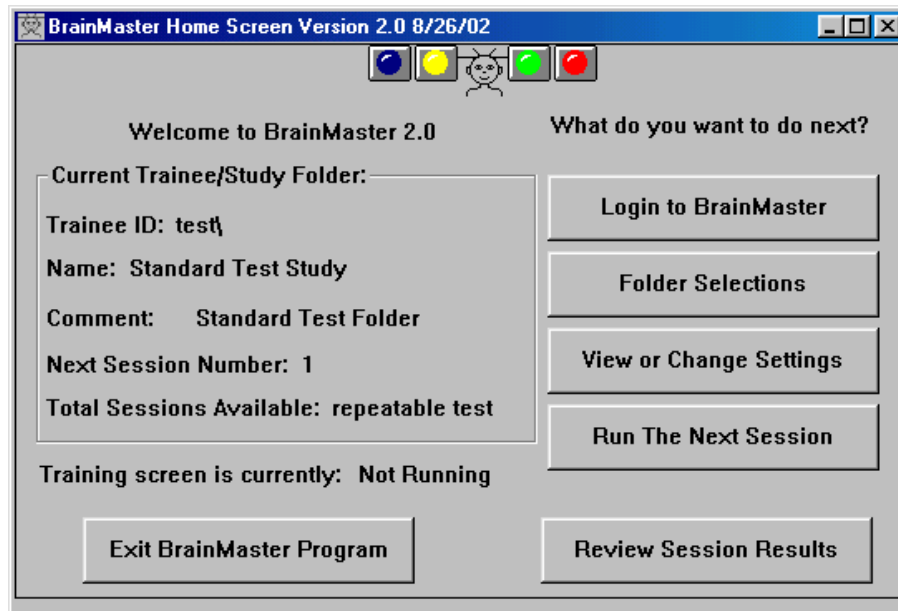 BrainMaster Home Screen Version 2.0 8/26/02
Welcome to BrainMaster 2.0
Current Trainee/Study Folder:
Trainee ID: test\
Name: Standard Test Study
Comment: Standard Test Folder
Next Session Number: 1
Total Sessions Available: repeatable test
Training screen is currently: Not Running
Exit BrainMaster Program
What do you want to do next?
Login to BrainMaster
Folder Selections
View or Change Settings
Run The Next Session
Review Session Results